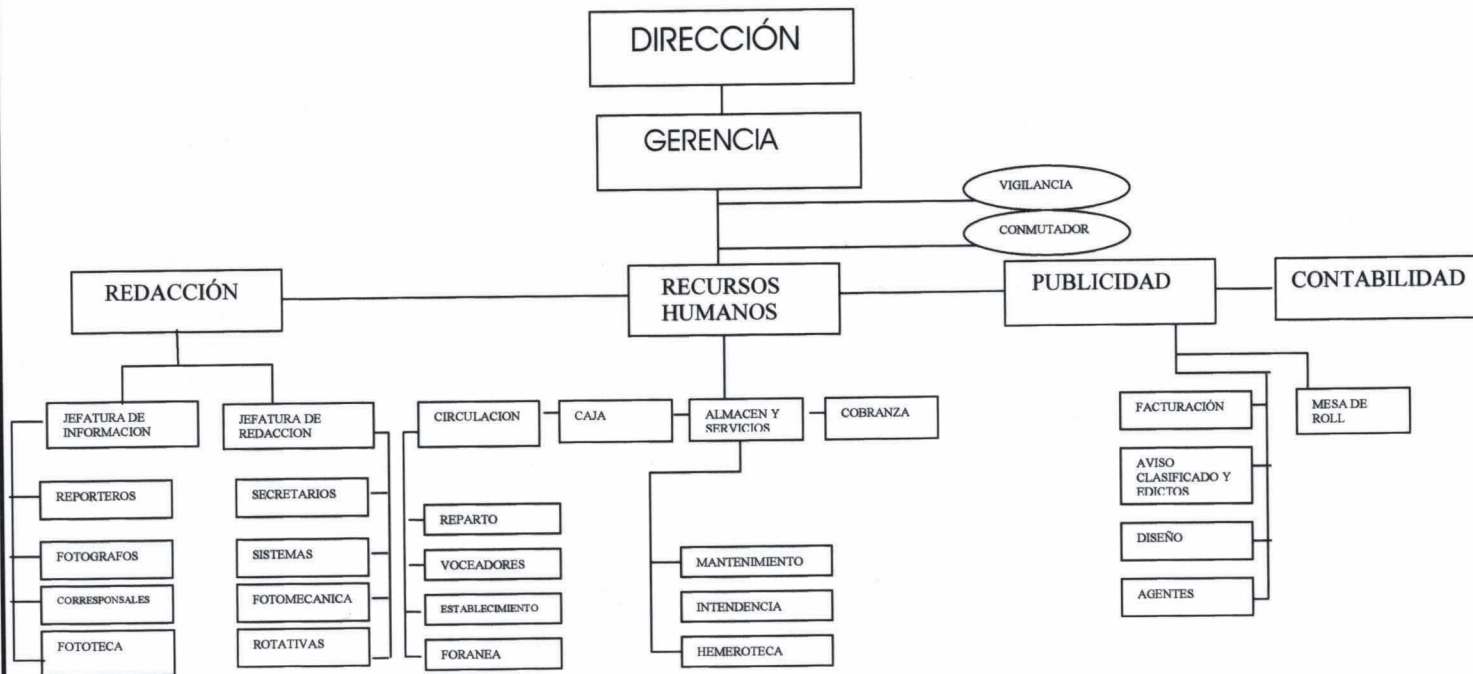 DIRECCIÓN
GERENCIA
VIGILANCIA
CONMUTADOR
REDACCIÓN
RECURSOS
HUMANOS
PUBLICIDAD
CONTABILIDAD
JEFATURA DE
INFORMACION
JEFATURA DE
REDACCION
CIRCULACION
CAJA
ALMACEN Y
SERVICIOS
COBRANZA
FACTURACIÓN
MESA DE
ROLL
REPORTEROS
FOTOGRAFOS
CORRESPONSALES
FOTOTECA
SECRETARIOS
SISTEMAS
FOTOMECANICA
ROTATIVAS
REPARTO
VOCEADORES
ESTABLECIMIENTO
FORANEA
MANTENIMIENTO
INTENDENCIA
HEMEROTECA
AVISO
CLASIFICADO Y
EDICTOS
DISEÑO
AGENTES